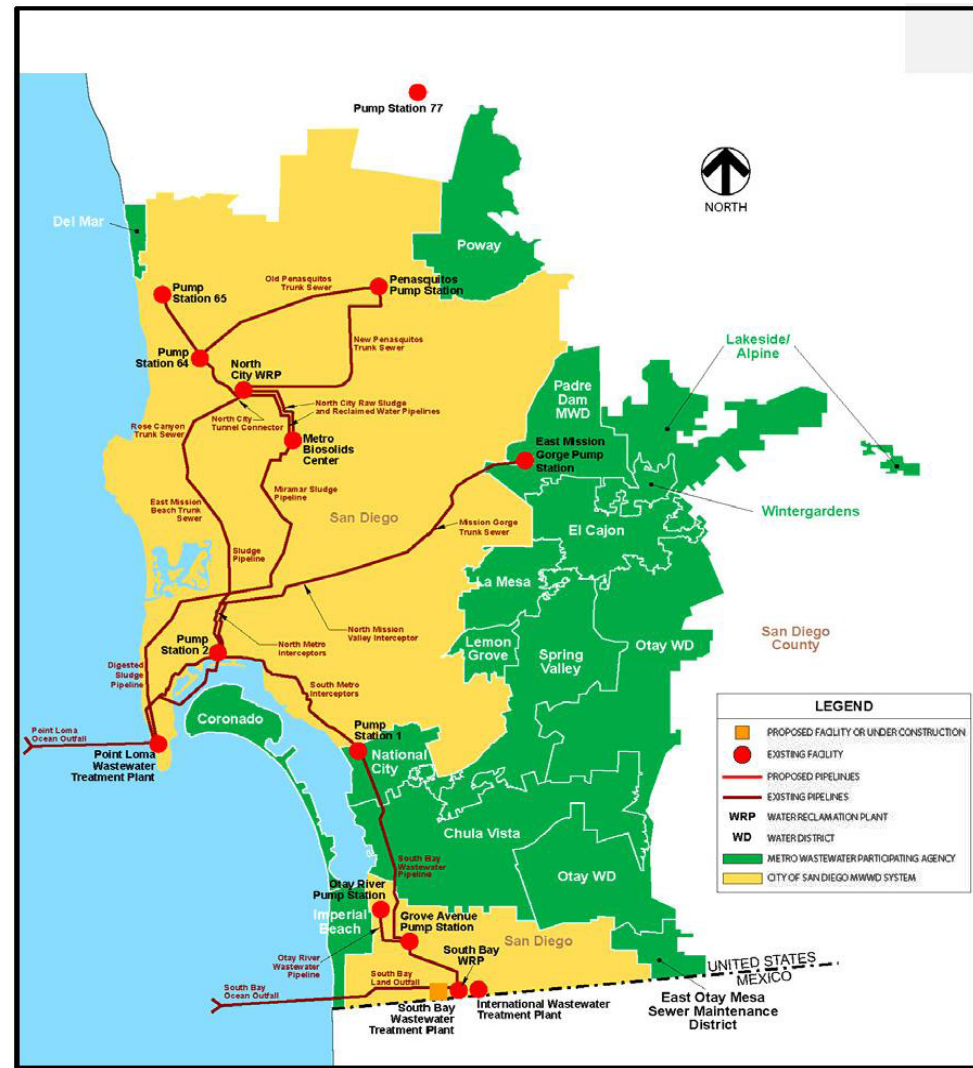 Pump Station 77
NORTH
Del Mar
Poway
Old Penasquitos
Trunk Sewer
Penasquitos
Pump Station
Pump
Station 65
New Penasquitos
Trunk Sewer
Pump
Station 64
North
City WRP
Lakeside/
Alpine
Padre
Dam
MWD
North City Raw Sludge
and Reclaimed Water Pipelines
North City
Tunnel Connector
Rose Canyon
Trunk Sewer
Metro
Biosolids
Center
East Mission
Gorge Pump
Station
Miramar Sludge
Pipeline
East Mission
Beach Trunk
Sewer
San Diego
Wintergardens
El Cajon
Mission Gorge
Trunk Sewer
Sludge
Pipeline
La Mesa
North Mission
Valley Interceptor
Pump
Station 2
North Metro
Interceptors
Lemon
Grove
Spring
Valley
Otay WD
San Diego
County
Digested
Sludge
Pipeline
South Metro
Interceptors
Coronado
Point Loma
Ocean Outfall
Point Loma
Wastewater
Treatment Plant
Pump
Station 1
National
City
LEGEND
PROPOSED FACILITY OR UNDER CONSTRUCTION
EXISTING FACILITY
PROPOSED PIPELINJES
EXISTING PIPELINES
WRP WATER RECLAMATION PLANT
WD WATER DISTRICT
METRO WASTEWATER PARTICIPATING AGENCY
CITY OF SAN DIEGO MWWD SYSTEM
Chula Vista
South Bay
Wastewater
Pipeline
Otay WD
Otay River
Pump Station
Imperial
Beach
Grove Avenue
Pump Station
San Diego
South Bay
WRP
Otay River
Wastewater
Pipeline
South Bay
Land Outfall
South Bay
Ocean Outfall
UNITED STATES
MEXICO
South Bay
Wastewater
Treatment Plant
International Wastewater
Treatment Plant
East Otay Mesa
Sewer Maintenance
District